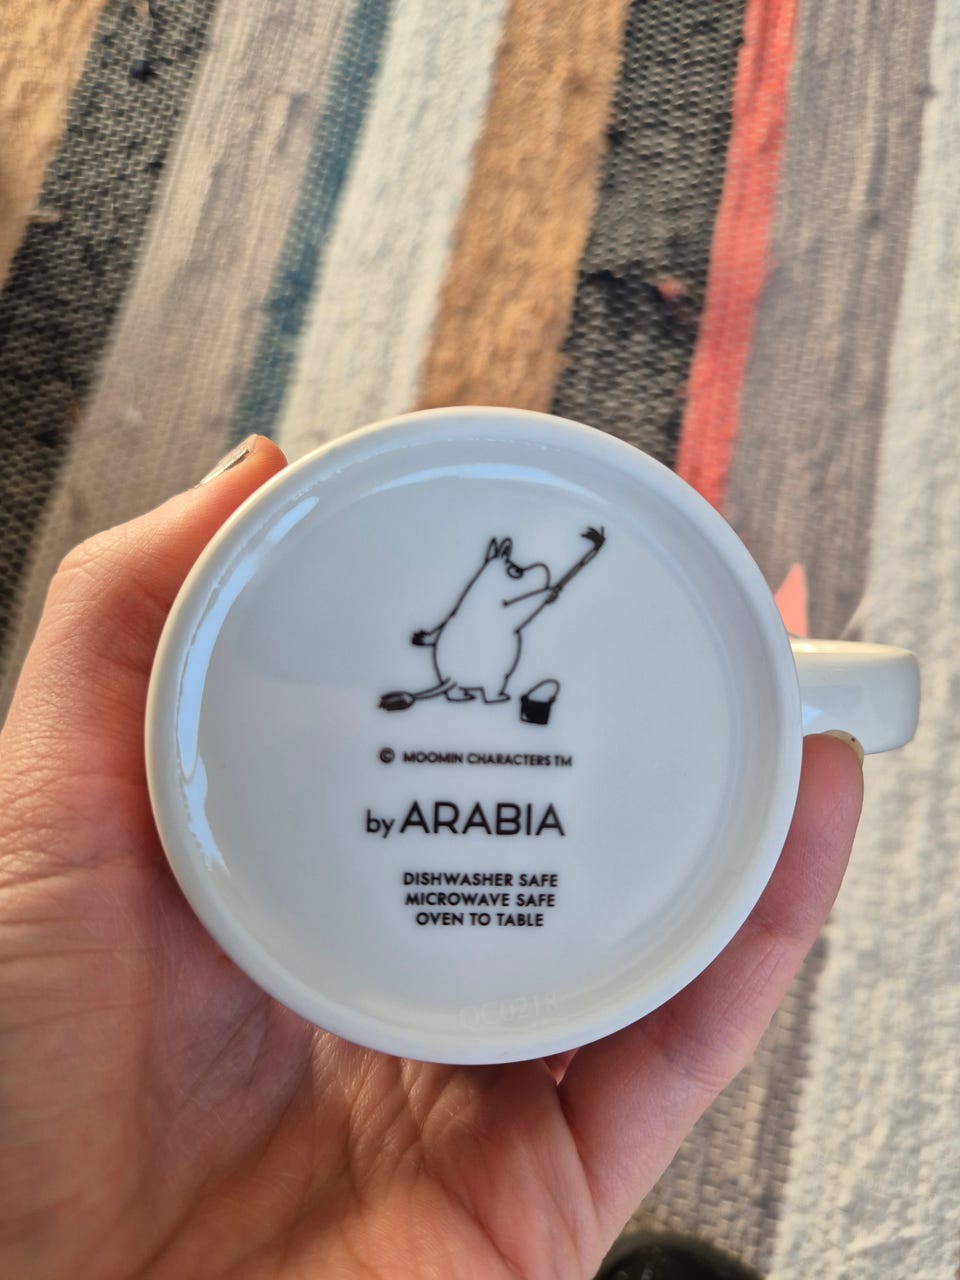 © MOOMIN CHARACTERS TM
by ARABIA
DISHWASHER SAFE
MICROWAVE SAFE
OVEN TO TABLE